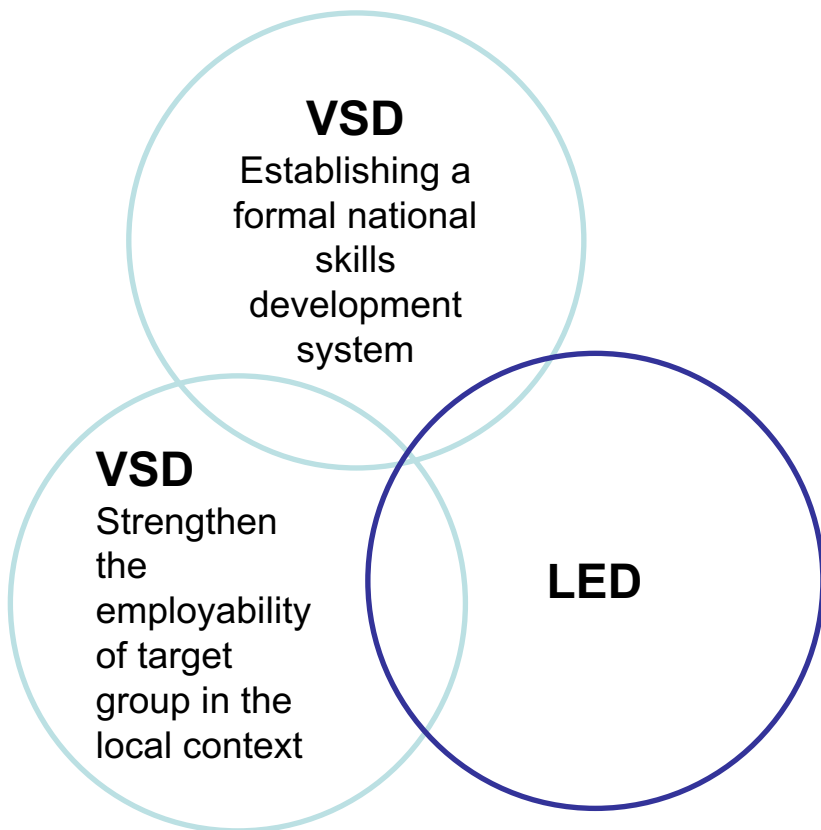 VSD
Establishing a
formal national
skills
development
system
VSD
Strengthen
the
employability
of target
group in the
local context
LED